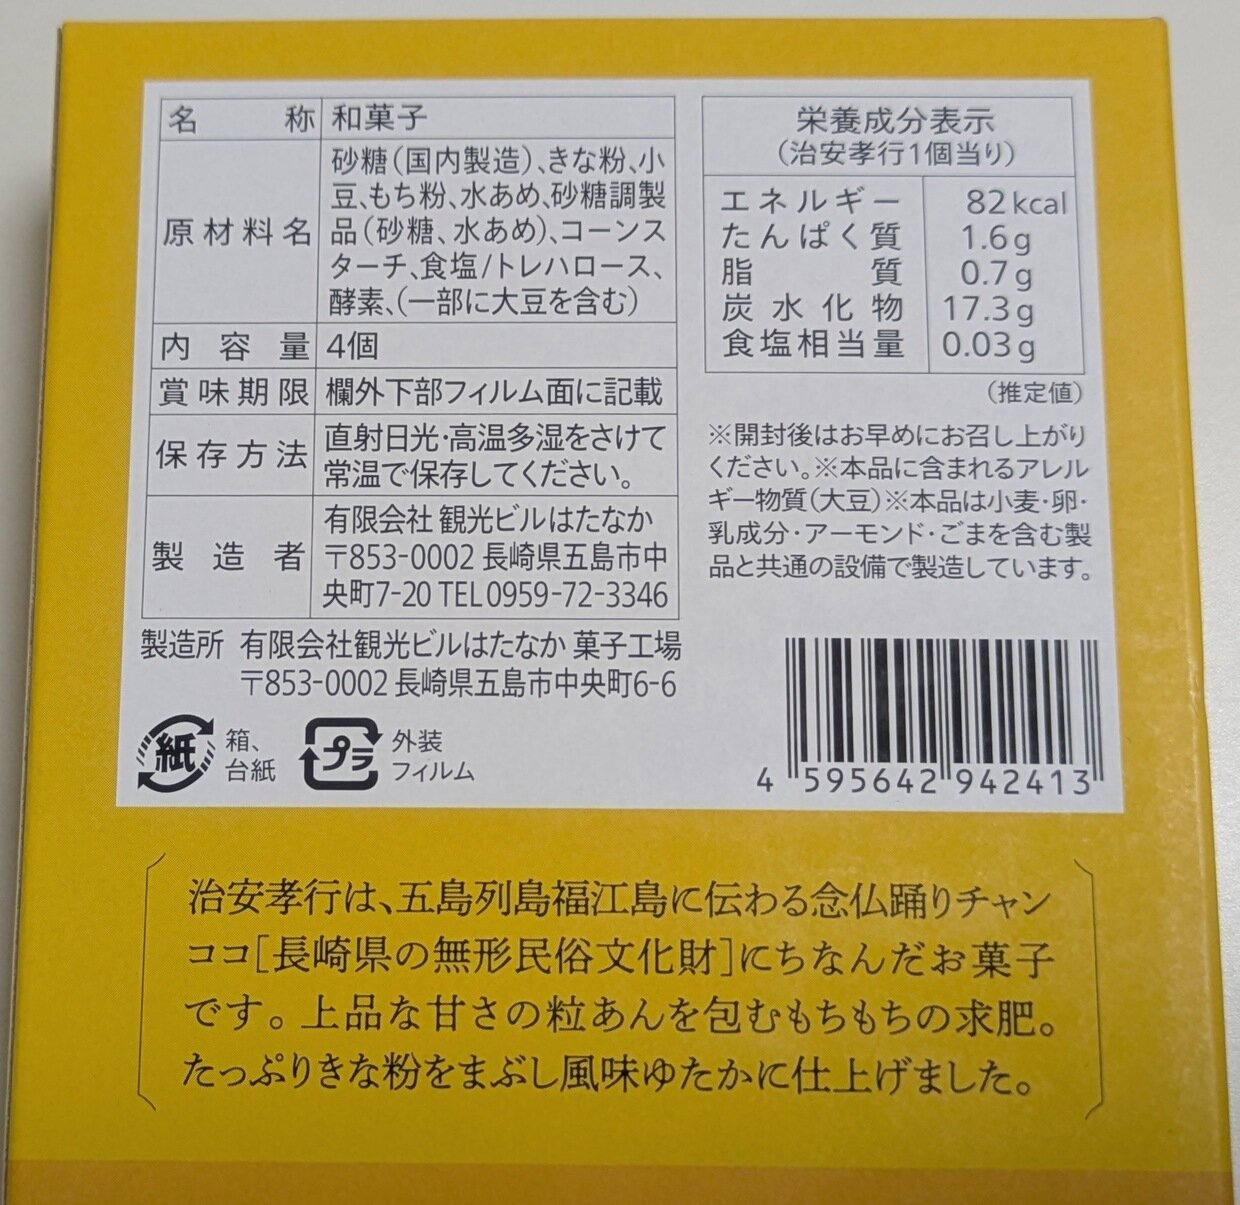 名称 和菓子
原材料名
砂糖(国内製造)、きな粉、小
豆、もち粉、水あめ、砂糖調製
品(砂糖、水あめ)、コーンス
ターチ、食塩/トレハロース、
酵素、(一部に大豆を含む)
内容量 4個
賞味期限 欄外下部フィルム面に記載
保存方法
直射日光・高温多湿をさけて
常温で保存してください。
製造者
有限会社 観光ビルはたなか
〒853-0002 長崎県五島市中
央町7-20 TEL0959-72-3346
製造所 有限会社観光ビルはたなか 菓子工場
〒853-0002 長崎県五島市中央町6-6
紙 箱、
台紙
プラ 外装
フィルム
栄養成分表示
(治安孝行1個当り)
エネルギー 82kcal
たんぱく質 1.6g
脂質 0.7g
炭水化物 17.3g
食塩相当量 0.03g
(推定値)
※開封後はお早めにお召し上がり
ください。※本品に含まれるアレル
ギー物質(大豆)※本品は小麦・卵・
乳成分・アーモンド・ごまを含む製
品と共通の設備で製造しています。
4 595642 942413
治安孝行は、五島列島福江島に伝わる念仏踊りチャン
ココ[長崎県の無形民俗文化財]にちなんだお菓子
です。上品な甘さの粒あんを包むもちもちの求肥。
たっぷりきな粉をまぶし風味ゆたかに仕上げました。